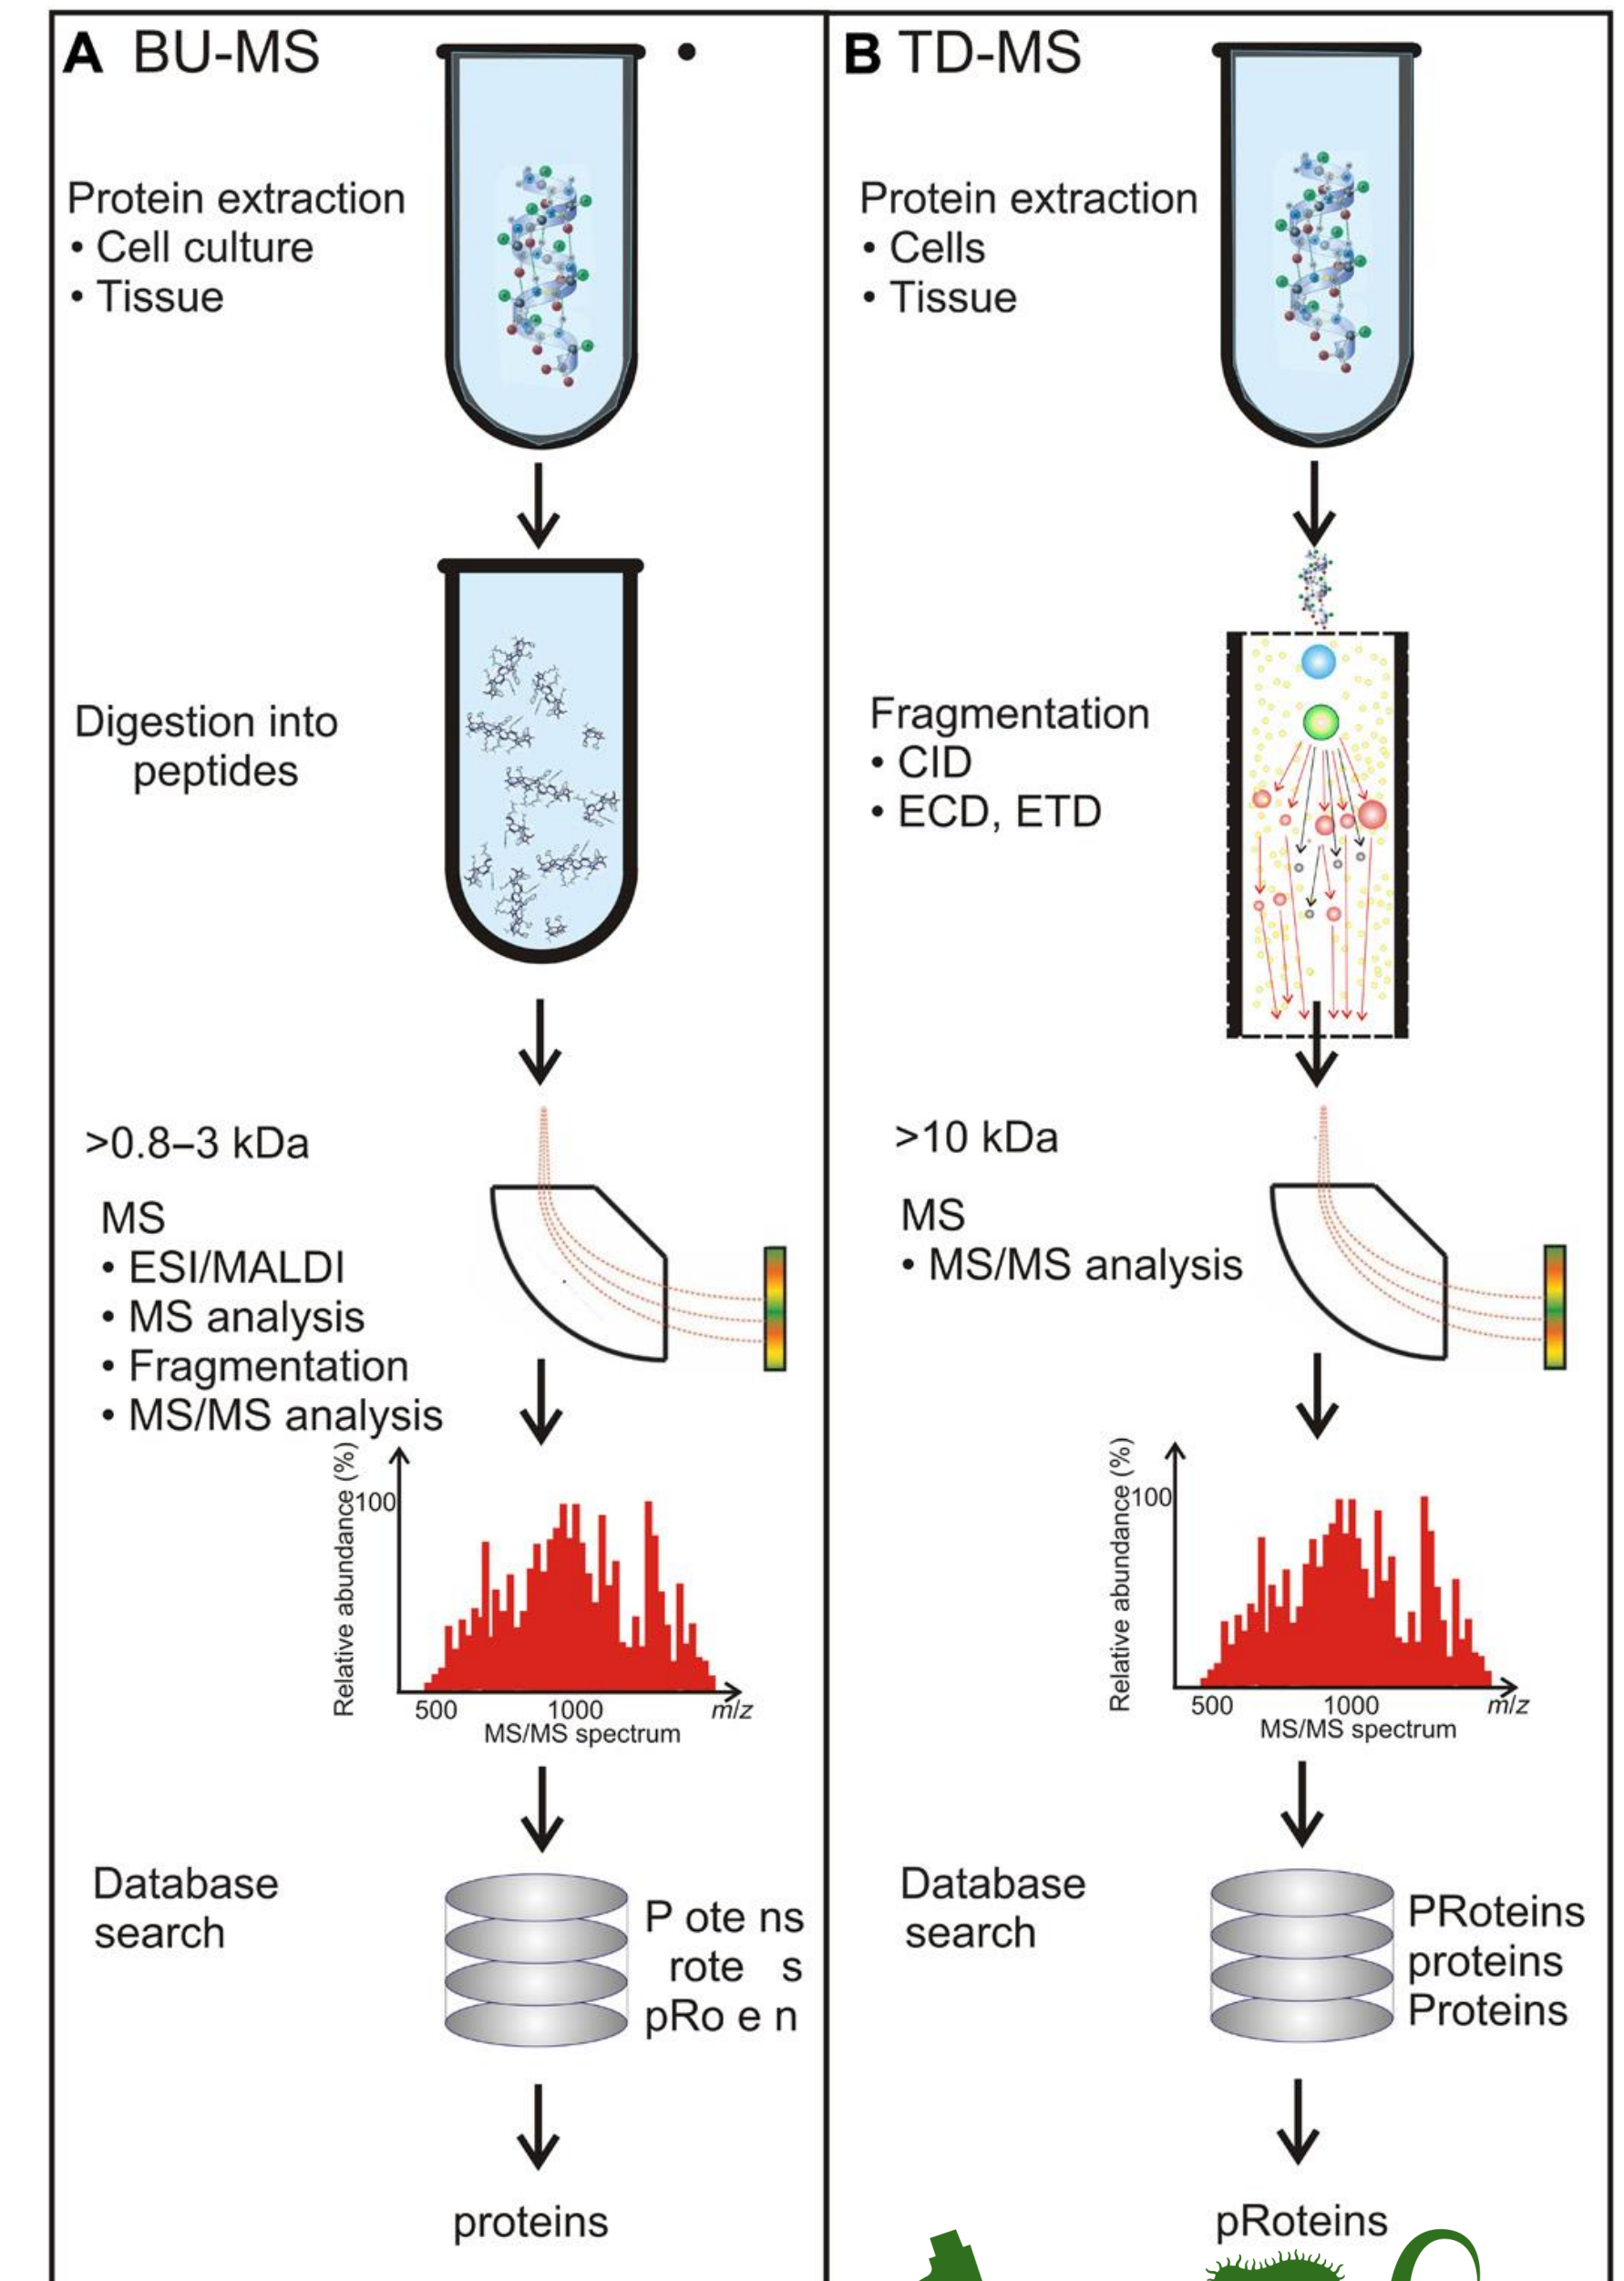 A BU-MS
Protein extraction
• Cell culture
• Tissue
Digestion into
peptides
>0.8–3 kDa
MS
• ESI/MALDI
• MS analysis
• Fragmentation
• MS/MS analysis
Relative abundance (%)
100
500 1000 m/z
MS/MS spectrum
Database
search
P ote ns
rote s
pRo e n
proteins
B TD-MS
Protein extraction
• Cells
• Tissue
Fragmentation
• CID
• ECD, ETD
>10 kDa
MS
• MS/MS analysis
Relative abundance (%)
100
500 1000 m/z
MS/MS spectrum
Database
search
PRoteins
proteins
Proteins
pRoteins